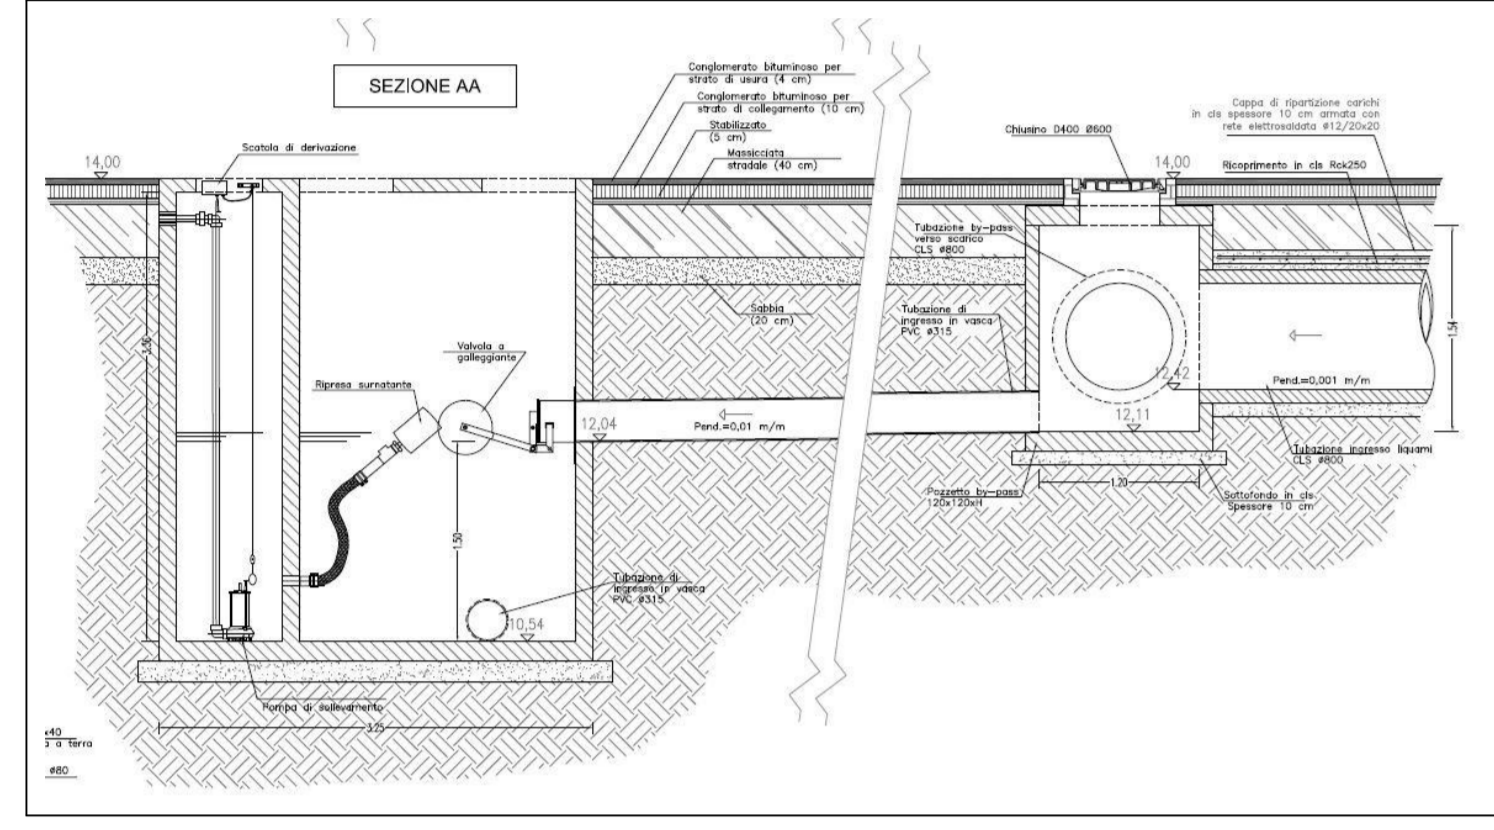 SEZIONE AA
Conglomerato bituminoso per
strato di usura (4 cm)
Conglomerato bituminoso per
strato di collegamento (10 cm)
Stabilizzato
(5 cm)
Massicciata
stradale (40 cm)
Cappa di ripartizione carichi
in cls spessore 10 cm armata con
rete elettrosaldata ø12/20x20
Chiusino D400 Ø600
Ricoprimento in cls Rck250
14,00
Scatola di derivazione
14,00
Tubazione by-pass
verso scarico
CLS ø800
Sabbia
(20 cm)
Tubazione di
ingresso in vasca
PVC ø315
1.54
Valvola a
galleggiante
Ripresa surnatante
12,42
Pend.=0,001 m/m
12,04
Pend.=0,01 m/m
12,11
Tubazione ingresso liquami
CLS ø800
Pozzetto by-pass
120x120xH
1.20
Sottofondo in cls
Spessore 10 cm
1.50
Tubazione di
ingresso in vasca
PVC ø315
10,54
Pompa di sollevamento
3.25
x40
a terra
ø80